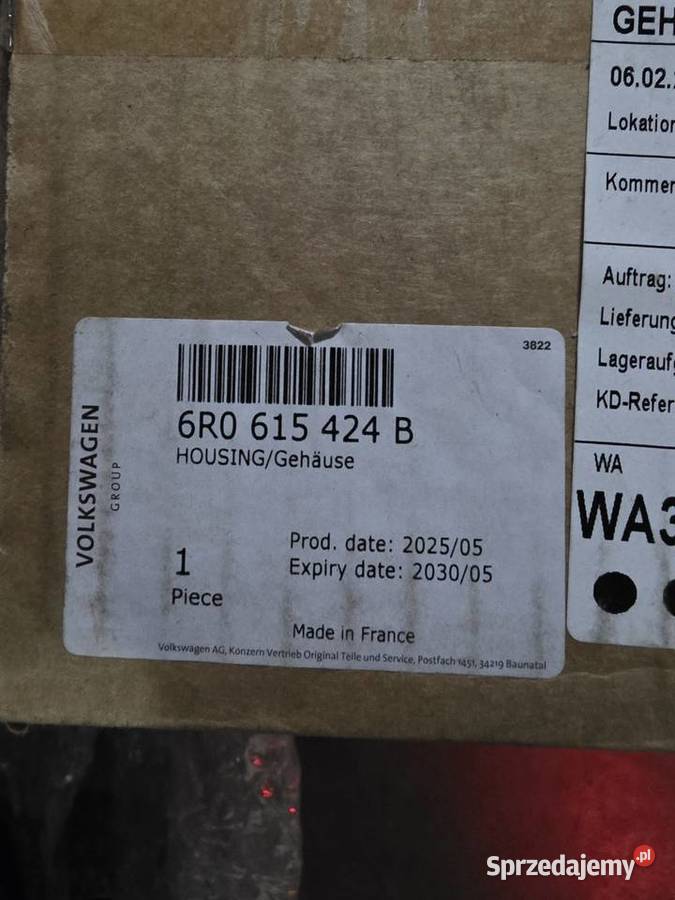 VOLKSWAGEN
GROUP
3822
6R0 615 424 B
HOUSING/Gehäuse
1
Piece
Prod. date: 2025/05
Expiry date: 2030/05
Made in France
Volkswagen AG, Konzern Vertrieb Original Teile und Service, Postfach 1451, 34219 Baunatal
GEH
06.02.
Lokation
Kommen
Auftrag:
Lieferung
Lagerauf
KD-Refer
WA
WA3
Sprzedajemy.pl